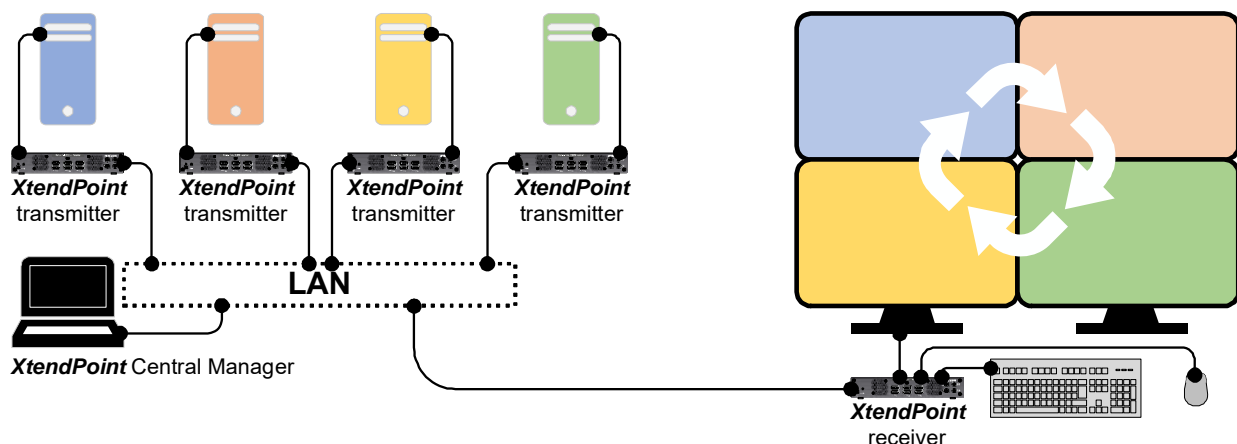 XtendPoint
transmitter
XtendPoint
transmitter
XtendPoint
transmitter
XtendPoint
transmitter
LAN
XtendPoint Central Manager
XtendPoint
receiver